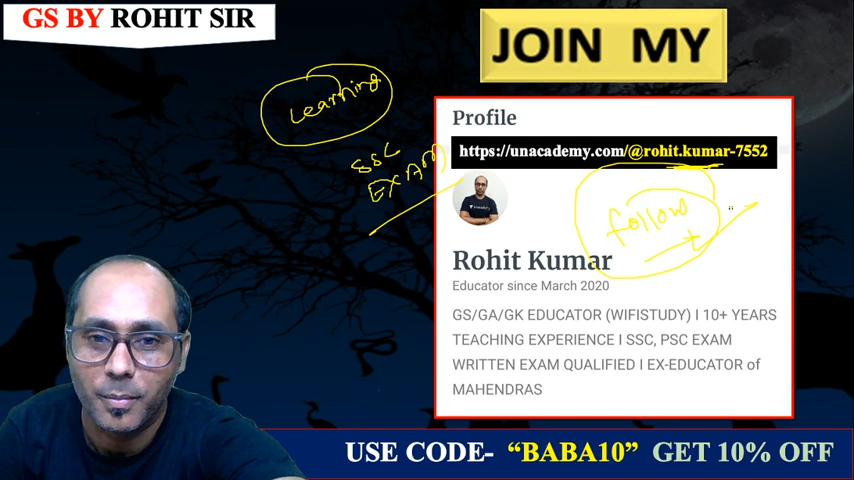 GS BY ROHIT SIR
JOIN MY
Learning
SSC
EXAM
Profile
https://unacademy.com/@rohit.kumar-7552
follow
Rohit Kumar
Educator since March 2020
GS/GA/GK EDUCATOR (WIFISTUDY) I 10+ YEARS
TEACHING EXPERIENCE I SSC, PSC EXAM
WRITTEN EXAM QUALIFIED I EX-EDUCATOR of
MAHENDRAS
USE CODE- “BABA10” GET 10% OFF